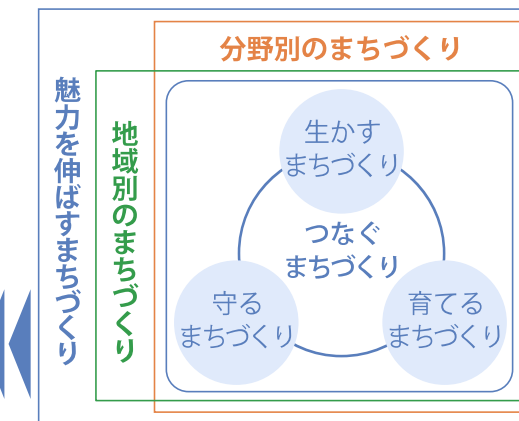 分野別のまちづくり
魅力を伸ばすまちづくり
地域別のまちづくり
生かす
まちづくり
つなぐ
まちづくり
守る
まちづくり
育てる
まちづくり